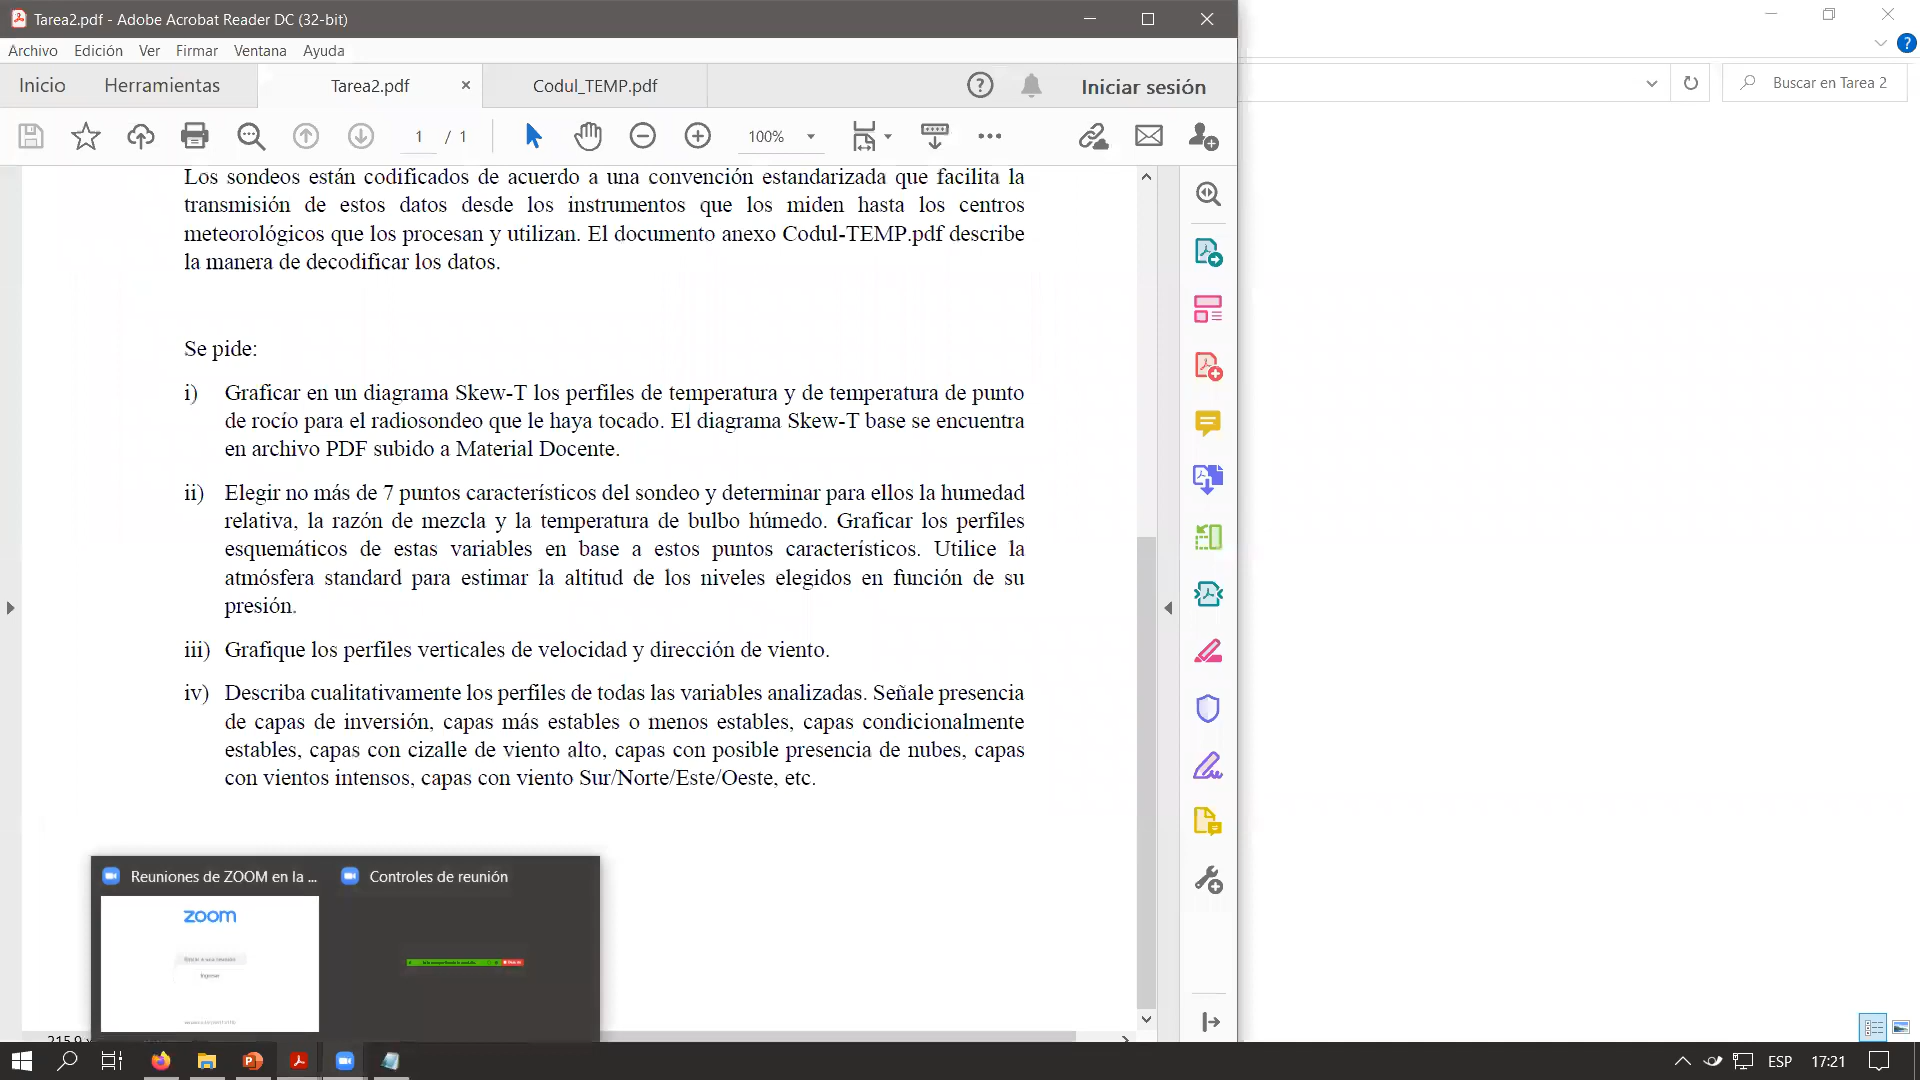 Tarea2.pdf - Adobe Acrobat Reader DC (32-bit)
Archivo Edición Ver Firmar Ventana Ayuda
Inicio Herramientas Tarea2.pdf × Codul_TEMP.pdf Iniciar sesión
Buscar en Tarea 2
1 / 1 100%
Los sondeos están codificados de acuerdo a una convención estandarizada que facilita la
transmisión de estos datos desde los instrumentos que los miden hasta los centros
meteorológicos que los procesan y utilizan. El documento anexo Codul-TEMP.pdf describe
la manera de decodificar los datos.
Se pide:
i) Graficar en un diagrama Skew-T los perfiles de temperatura y de temperatura de punto
de rocío para el radiosondeo que le haya tocado. El diagrama Skew-T base se encuentra
en archivo PDF subido a Material Docente.
ii) Elegir no más de 7 puntos característicos del sondeo y determinar para ellos la humedad
relativa, la razón de mezcla y la temperatura de bulbo húmedo. Graficar los perfiles
esquemáticos de estas variables en base a estos puntos característicos. Utilice la
atmósfera standard para estimar la altitud de los niveles elegidos en función de su
presión.
iii) Grafique los perfiles verticales de velocidad y dirección de viento.
iv) Describa cualitativamente los perfiles de todas las variables analizadas. Señale presencia
de capas de inversión, capas más estables o menos estables, capas condicionalmente
estables, capas con cizalle de viento alto, capas con posible presencia de nubes, capas
con vientos intensos, capas con viento Sur/Norte/Este/Oeste, etc.
Reuniones de ZOOM en la ... Controles de reunión
zoom
Ingresar
ESP 17:21